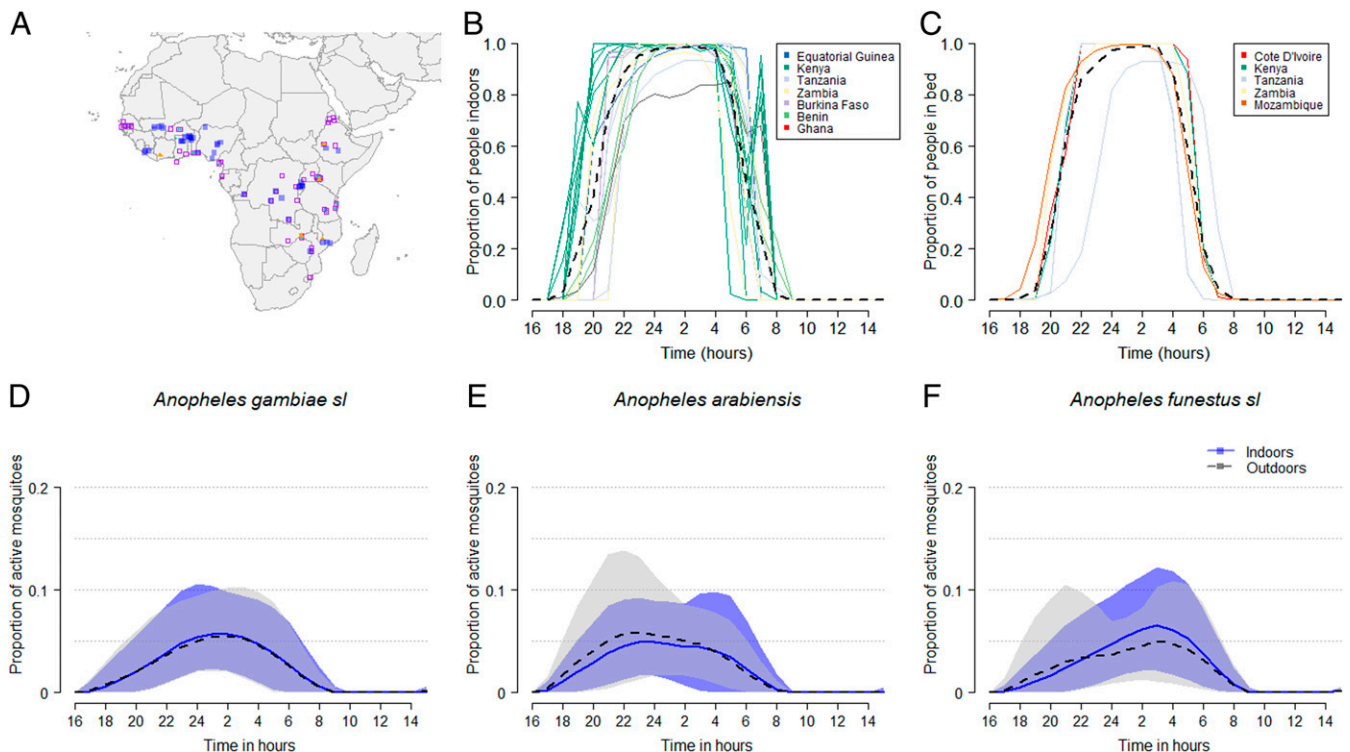 A
B
Proportion of people indoors
1.0
0.8
0.6
0.4
0.2
0.0
Equatorial Guinea
Kenya
Tanzania
Zambia
Burkina Faso
Benin
Ghana
16 20 22 24 2 4 6 8 10 12 14
Time (hours)
C
Proportion of people in bed
1.0
0.8
0.6
0.4
0.2
0.0
Cote D'Ivoire
Kenya
Tanzania
Zambia
Mozambique
16 18 20 22 24 2 4 6 8 10 12 14
Time (hours)
D
Anopheles gambiae sl
Proportion of active mosquitoes
0.2
0.1
0
16 18 20 22 24 2 4 6 8 10 12 14
Time in hours
E
Anopheles arabiensis
Proportion of active mosquitoes
0.2
0.1
0
16 18 20 22 24 2 4 6 8 10 12 14
Time in hours
F
Anopheles funestus sl
Indoors
Outdoors
Proportion of active mosquitoes
0.2
0.1
0
16 18 20 22 24 2 4 6 8 10 12 14
Time in hours